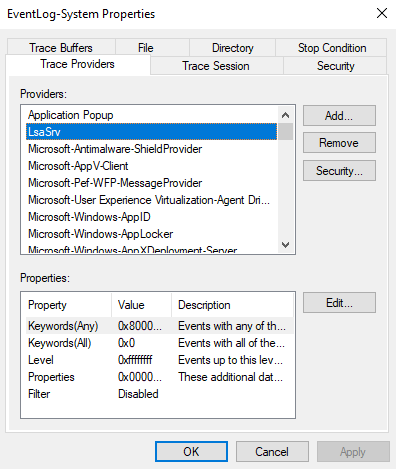 EventLog-System Properties
Trace Buffers File Directory Stop Condition
Trace Providers Trace Session Security
Providers:
Application Popup
LsaSrv
Microsoft-Antimalware-ShieldProvider
Microsoft-AppV-Client
Microsoft-Pef-WFP-MessageProvider
Microsoft-User Experience Virtualization-Agent Dri...
Microsoft-Windows-AppID
Microsoft-Windows-AppLocker
Microsoft-Windows-AppXDeployment-Server
Add...
Remove
Security...
Properties:
Property Value Description
Keywords(Any) 0x8000... Events with any of th...
Keywords(All) 0x0 Events with all of the...
Level 0xffffffff Events up to this lev...
Properties 0x0000... These additional dat...
Filter Disabled
Edit...
OK Cancel Apply